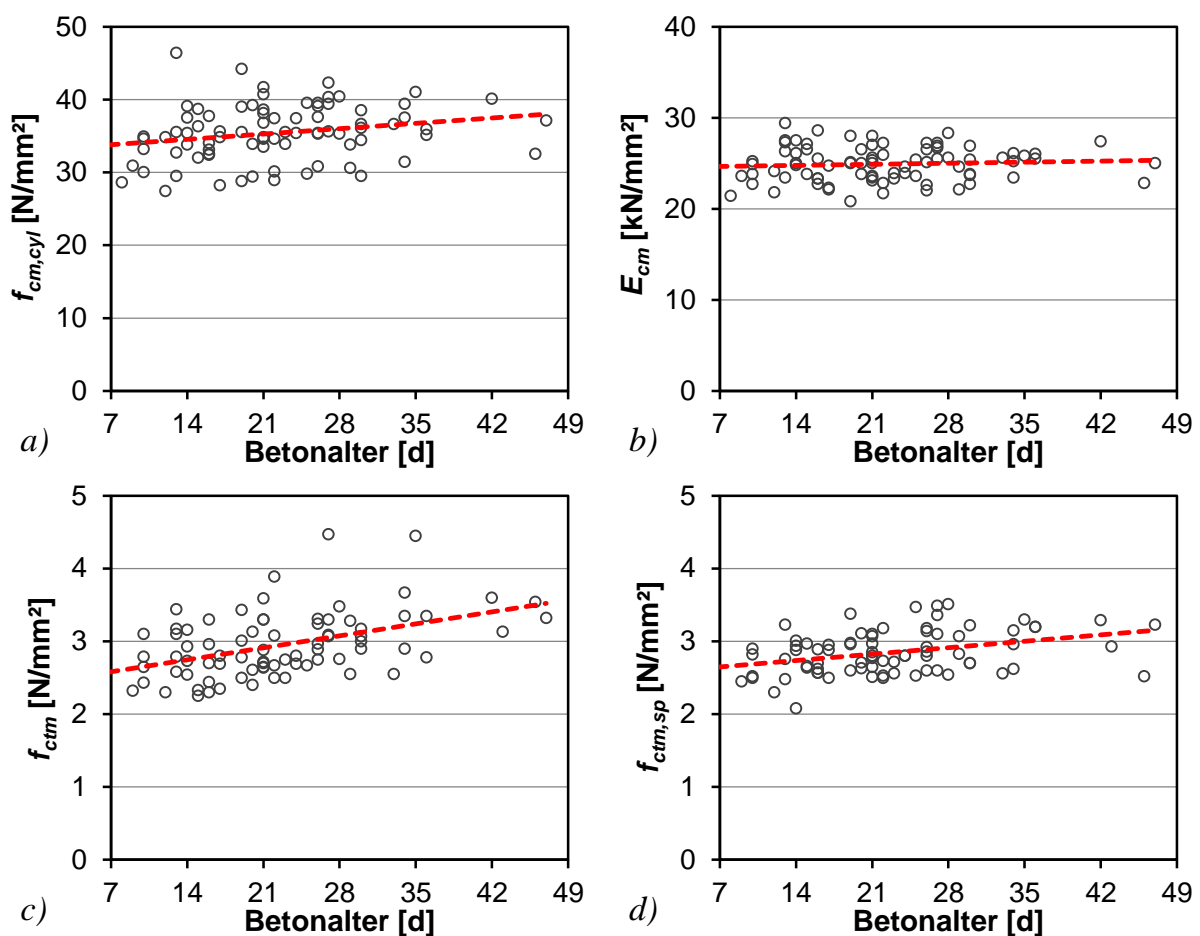 50
40
30
20
10
0
f_cm,cyl [N/mm²]
7 14 21 28 35 42 49
a)
Betonalter [d]
40
30
20
10
0
E_cm [kN/mm²]
7 14 21 28 35 42 49
b)
Betonalter [d]
5
4
3
2
1
0
f_ctm [N/mm²]
7 14 21 28 35 42 49
c)
Betonalter [d]
5
4
3
2
1
0
f_ctm,sp [N/mm²]
7 14 21 28 35 42 49
d)
Betonalter [d]